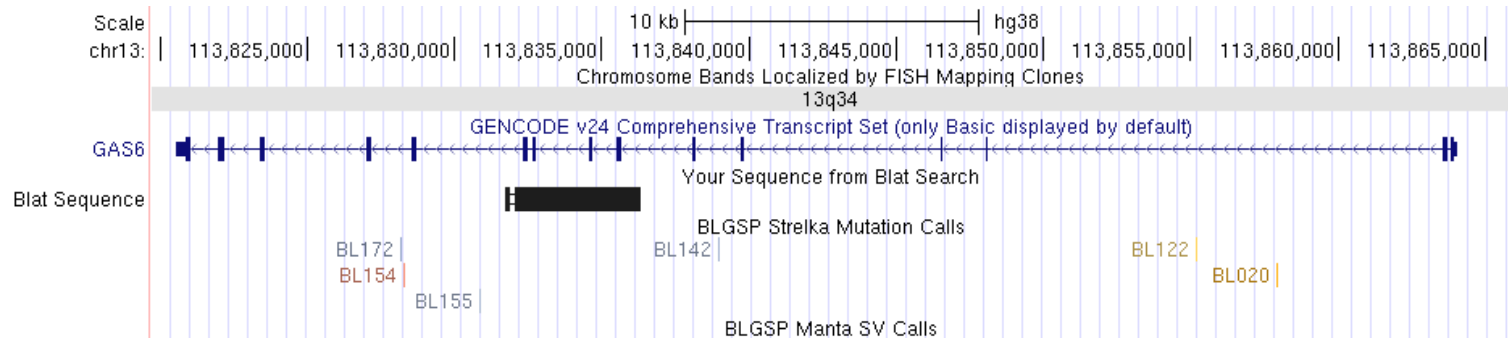 Scale 10 kb hg38
chr13: 113,825,000 113,830,000 113,835,000 113,840,000 113,845,000 113,850,000 113,855,000 113,860,000 113,865,000
Chromosome Bands Localized by FISH Mapping Clones
13q34
GENCODE v24 Comprehensive Transcript Set (only Basic displayed by default)
GAS6
Your Sequence from Blat Search
Blat Sequence
BLGSP Strelka Mutation Calls
BL172 BL142 BL122
BL154 BL020
BL155
BLGSP Manta SV Calls